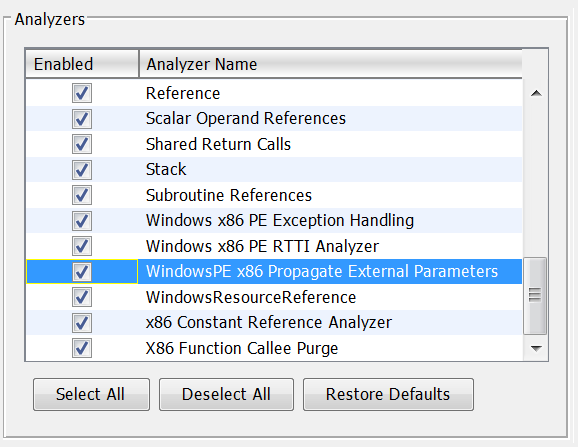 Analyzers
Enabled Analyzer Name
Reference
Scalar Operand References
Shared Return Calls
Stack
Subroutine References
Windows x86 PE Exception Handling
Windows x86 PE RTTI Analyzer
WindowsPE x86 Propagate External Parameters
WindowsResourceReference
x86 Constant Reference Analyzer
X86 Function Callee Purge
Select All Deselect All Restore Defaults